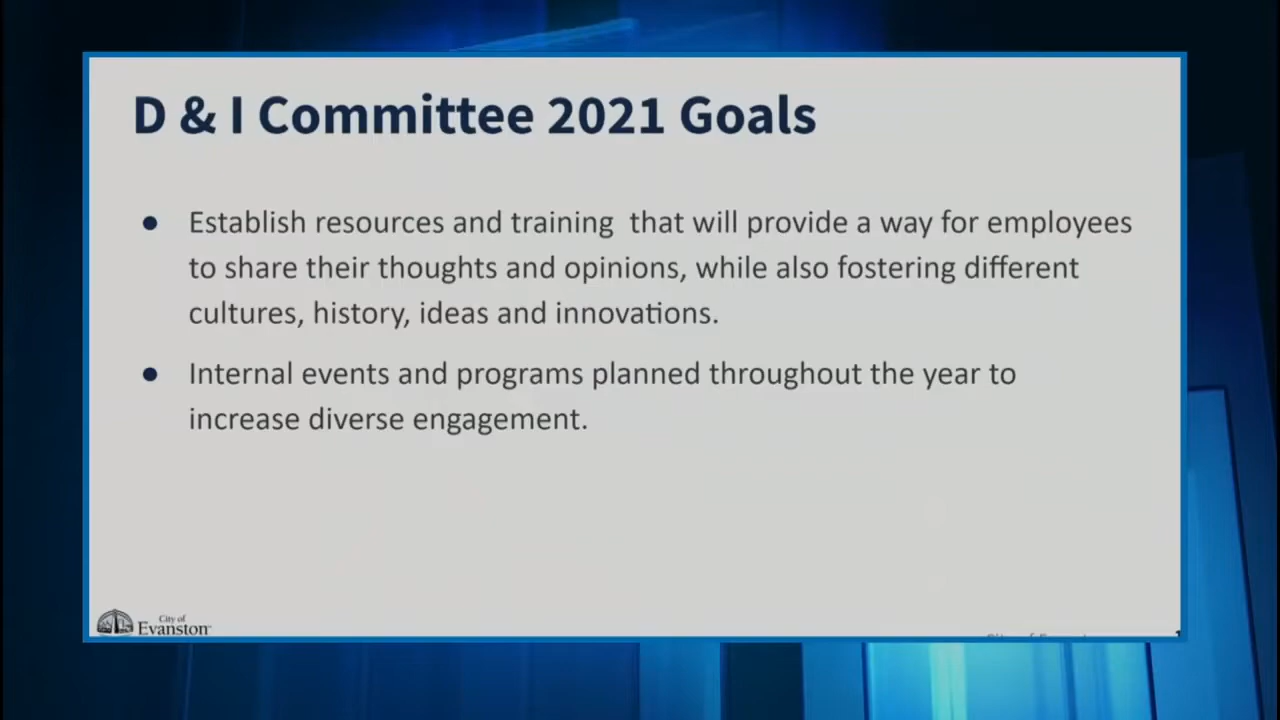 D & I Committee 2021 Goals
● Establish resources and training  that will provide a way for employees
to share their thoughts and opinions, while also fostering different
cultures, history, ideas and innovations.
● Internal events and programs planned throughout the year to
increase diverse engagement.
City of
Evanston
City of